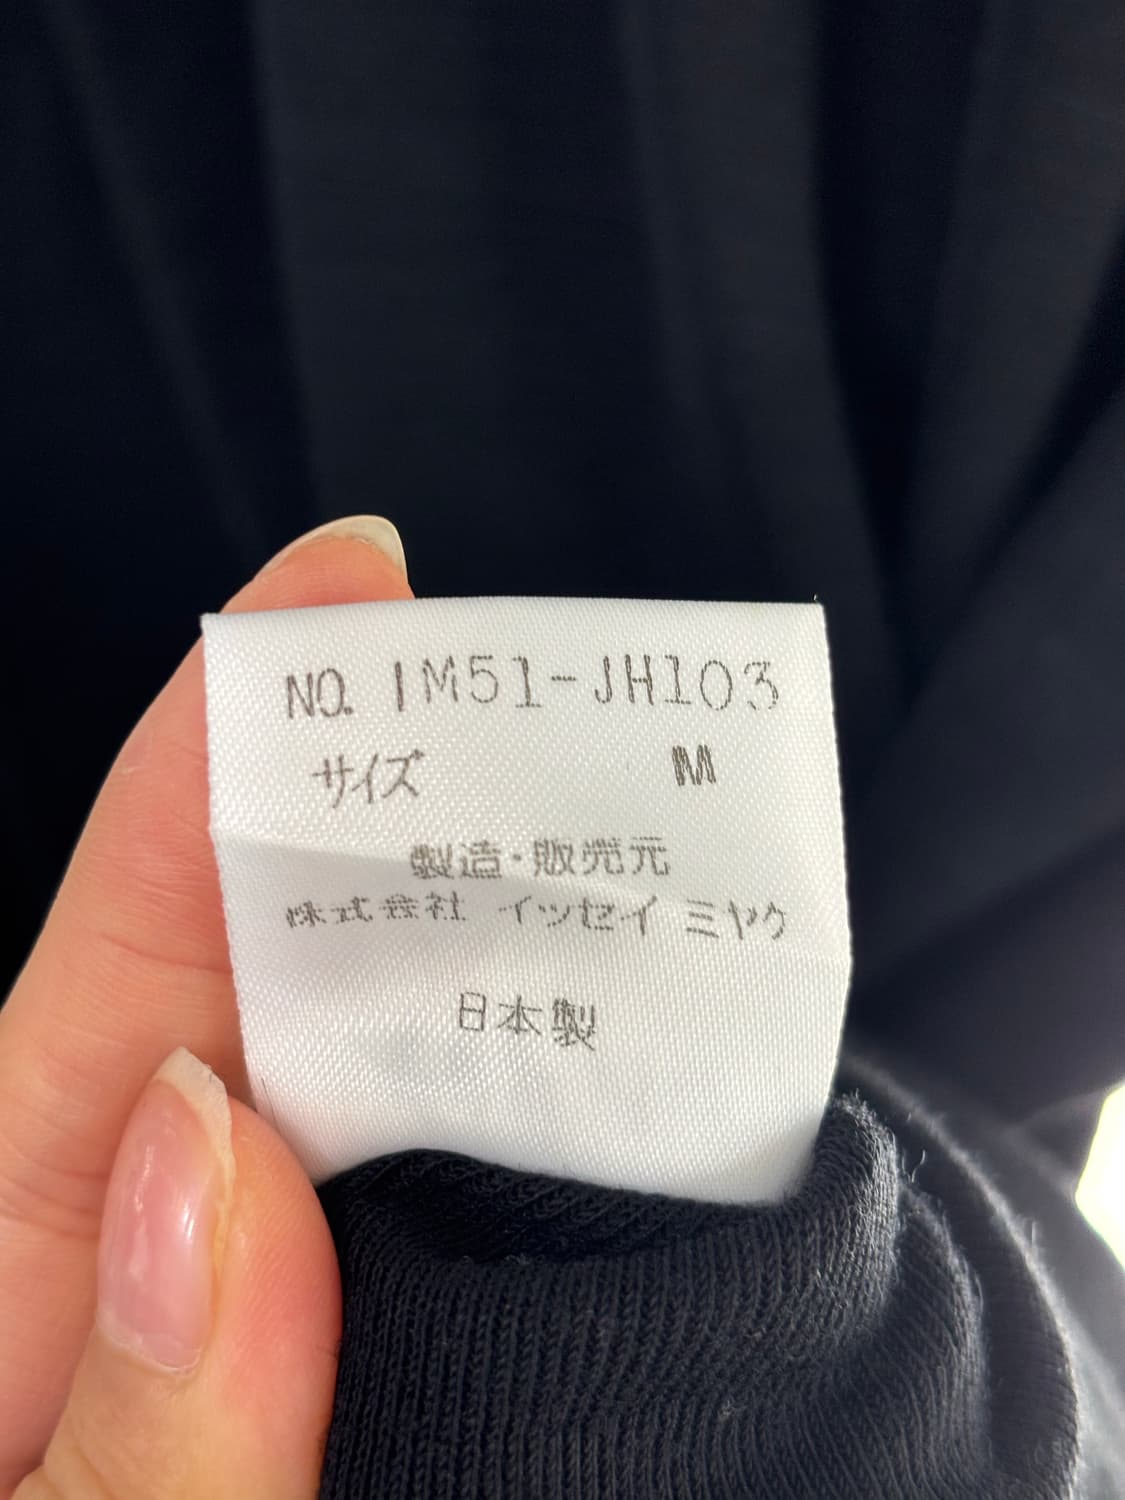 NO. IM51-JH103
サイズ M
製造・販売元
株式会社 イッセイ ミヤケ
日本製